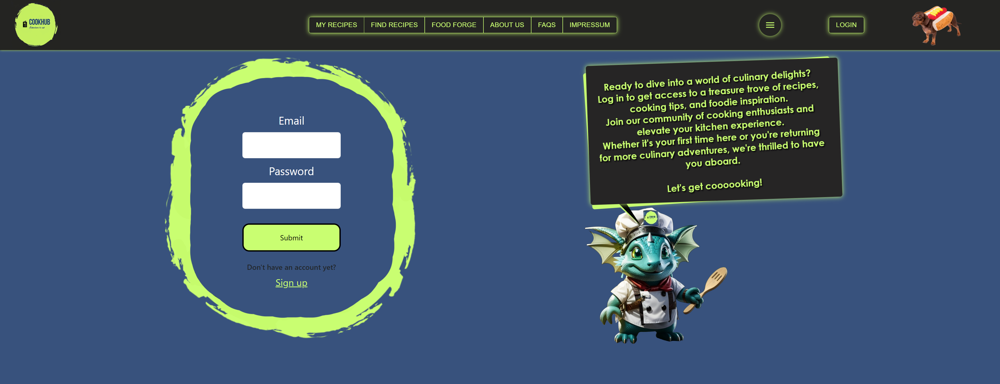 COOKHUB
Adventure to eat
MY RECIPES
FIND RECIPES
FOOD FORGE
ABOUT US
FAQS
IMPRESSUM
LOGIN
Email
Password
Submit
Don't have an account yet?
Sign up
Ready to dive into a world of culinary delights?
Log in to get access to a treasure trove of recipes,
cooking tips, and foodie inspiration.
Join our community of cooking enthusiasts and
elevate your kitchen experience.
Whether it's your first time here or you're returning
for more culinary adventures, we're thrilled to have
you aboard.
Let's get coooooking!
COOKHUB